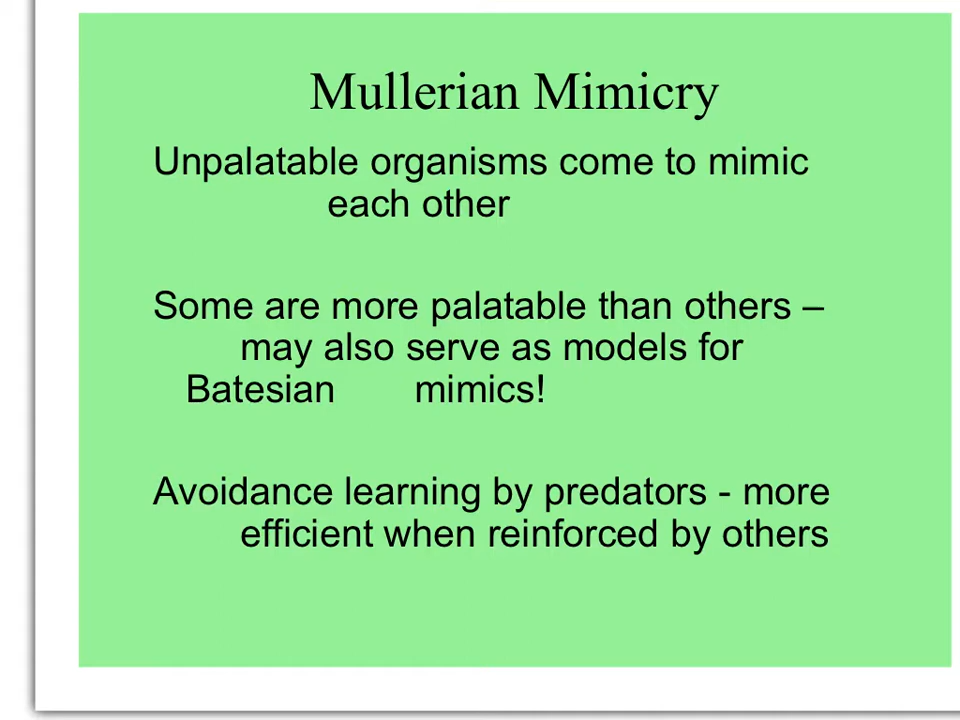 Mullerian Mimicry
Unpalatable organisms come to mimic
each other
Some are more palatable than others –
may also serve as models for
Batesian mimics!
Avoidance learning by predators - more
efficient when reinforced by others